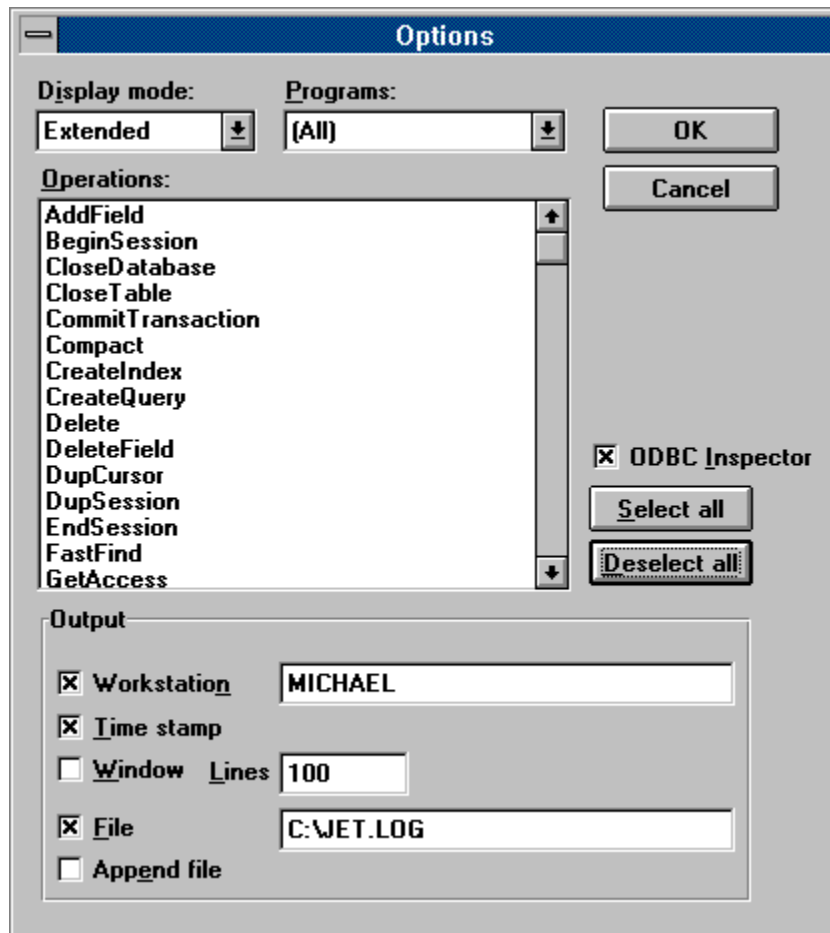 Options
Display mode:
Programs:
Extended
(All)
OK
Cancel
Operations:
AddField
BeginSession
CloseDatabase
CloseTable
CommitTransaction
Compact
CreateIndex
CreateQuery
Delete
DeleteField
DupCursor
DupSession
EndSession
FastFind
GetAccess
ODBC Inspector
Select all
Deselect all
Output
Workstation
MICHAEL
Time stamp
Window
Lines
100
File
C:\JET.LOG
Append file